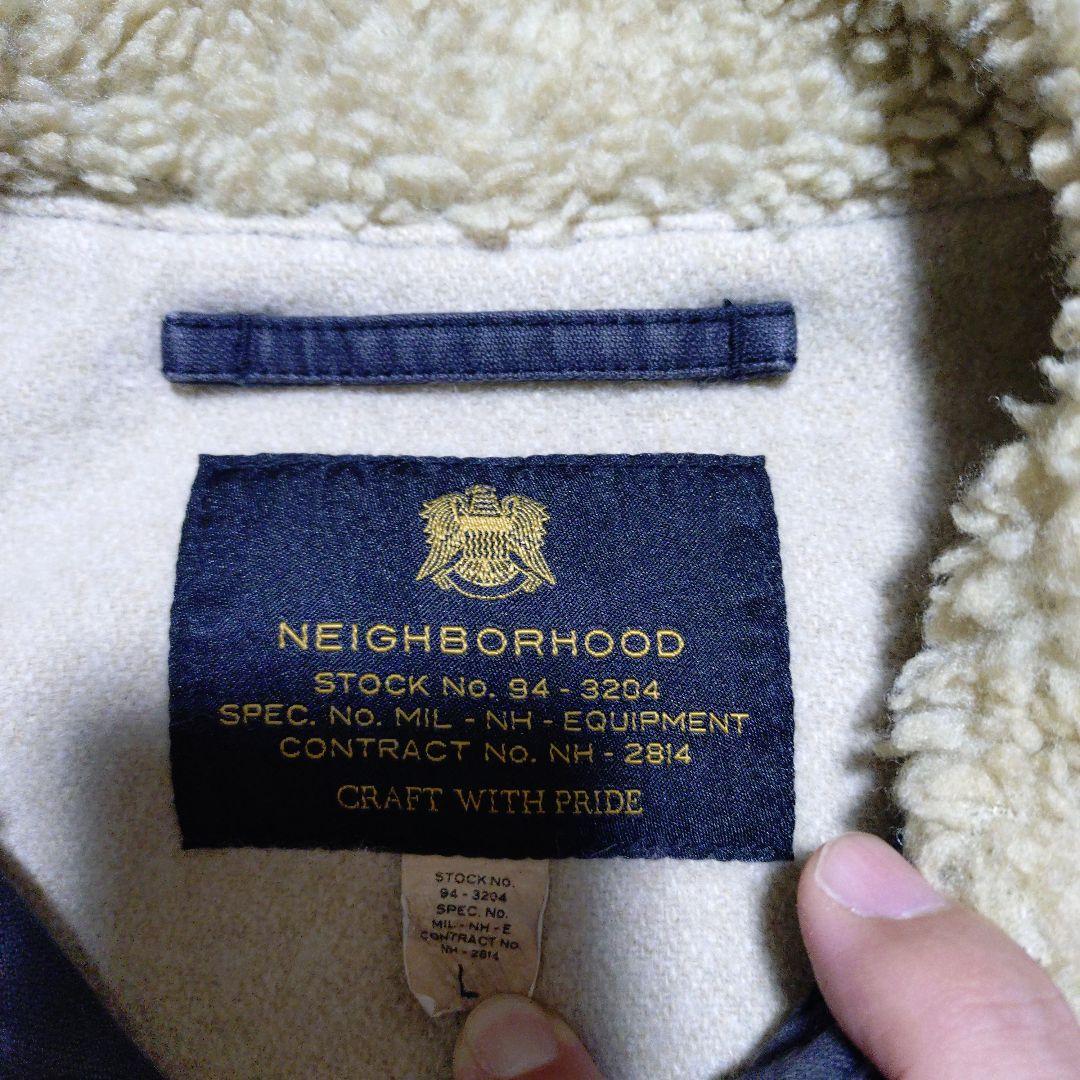 NEIGHBORHOOD
STOCK No. 94 - 3204
SPEC. No. MIL - NH - EQUIPMENT
CONTRACT No. NH - 2814
CRAFT WITH PRIDE
STOCK No.
94 - 3204
SPEC. No.
MIL - NH - E
CONTRACT No.
NH - 2814
L